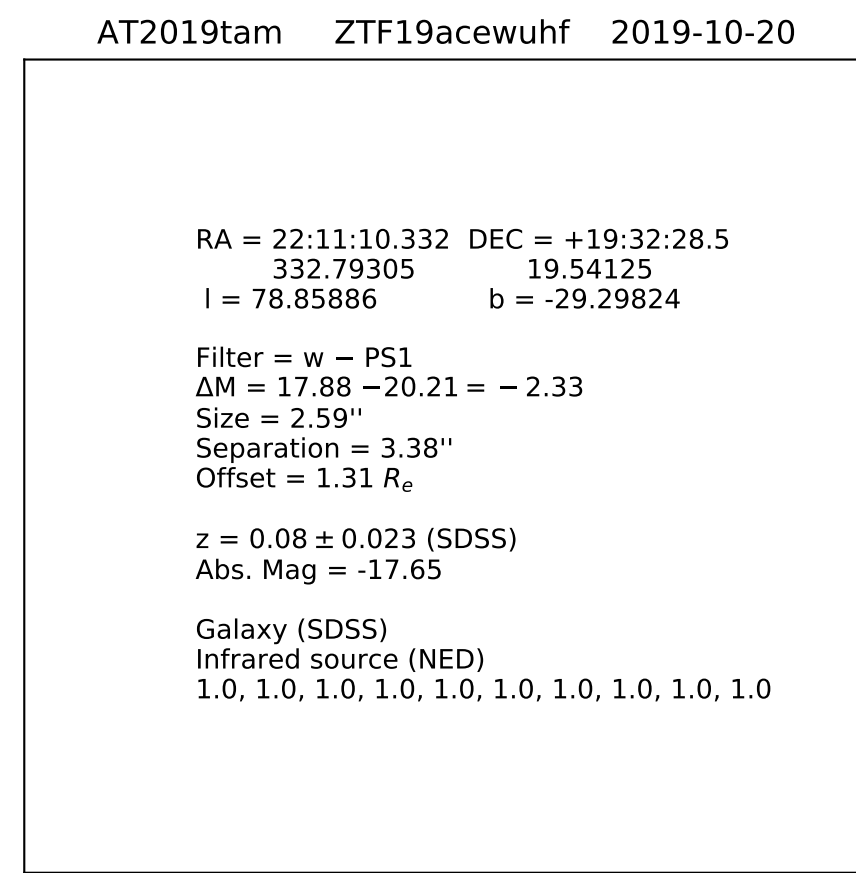 AT2019tam ZTF19acewuhf 2019-10-20
RA = 22:11:10.332 DEC = +19:32:28.5
332.79305 19.54125
l = 78.85886 b = -29.29824
Filter = w − PS1
ΔM = 17.88 −20.21 = − 2.33
Size = 2.59''
Separation = 3.38''
Offset = 1.31 Rₑ
z = 0.08 ± 0.023 (SDSS)
Abs. Mag = -17.65
Galaxy (SDSS)
Infrared source (NED)
1.0, 1.0, 1.0, 1.0, 1.0, 1.0, 1.0, 1.0, 1.0, 1.0